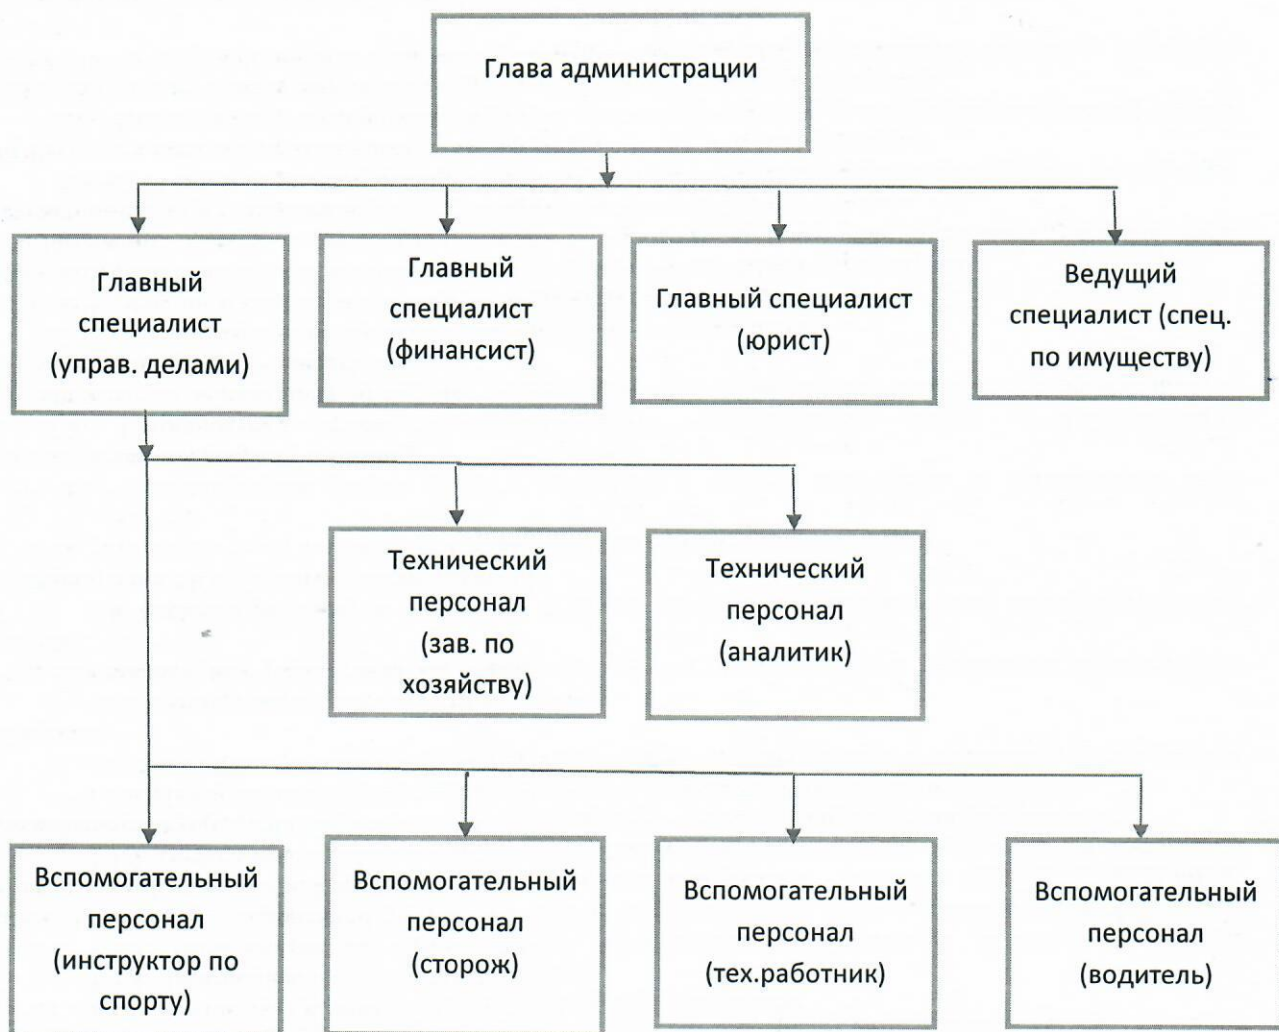 Глава администрации
Главный
специалист
(управ. делами)
Главный
специалист
(финансист)
Главный специалист
(юрист)
Ведущий
специалист (спец.
по имуществу)
Технический
персонал
(зав. по
хозяйству)
Технический
персонал
(аналитик)
Вспомогательный
персонал
(инструктор по
спорту)
Вспомогательный
персонал
(сторож)
Вспомогательный
персонал
(тех.работник)
Вспомогательный
персонал
(водитель)